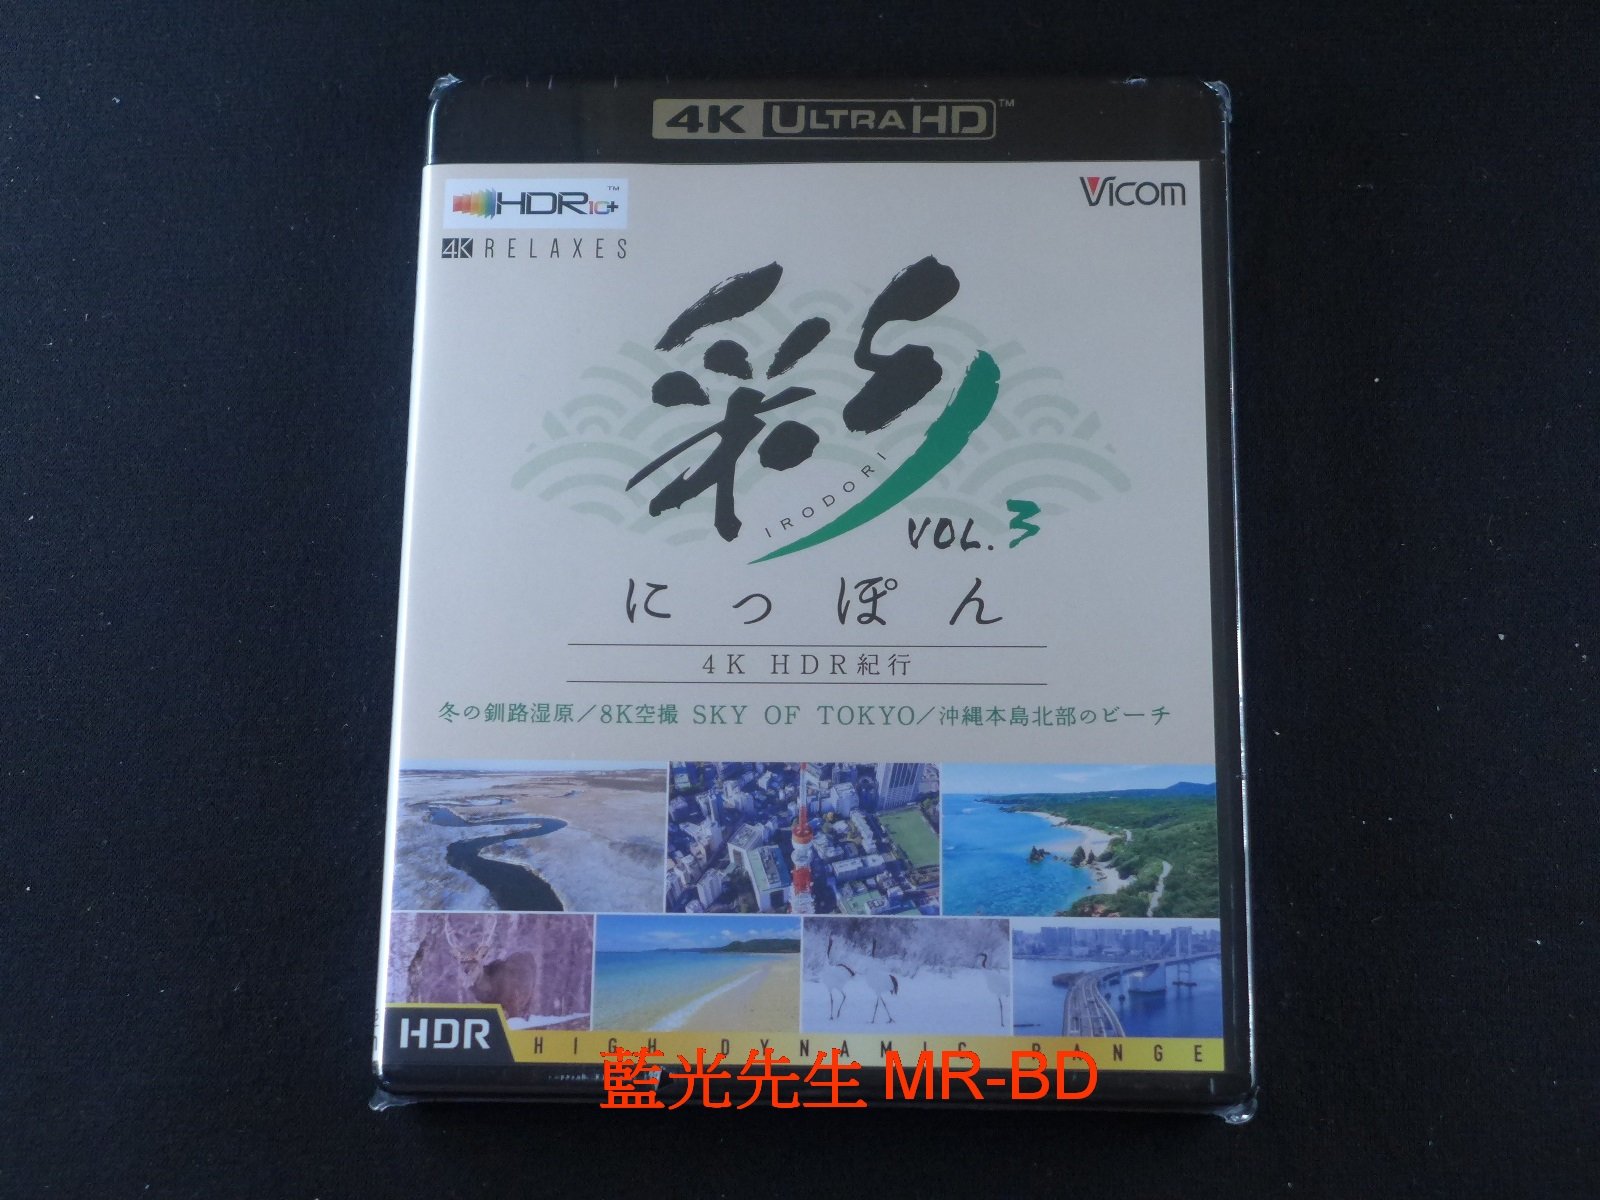 4K ULTRAHD™
HDR10+™
Vicom
4K RELAXES
彩
IRODORI
VOL.3
にっぽん
4K HDR紀行
冬の釧路湿原／8K空撮 SKY OF TOKYO／沖縄本島北部のビーチ
HDR
HIGH DYNAMIC RANGE
藍光先生 MR-BD